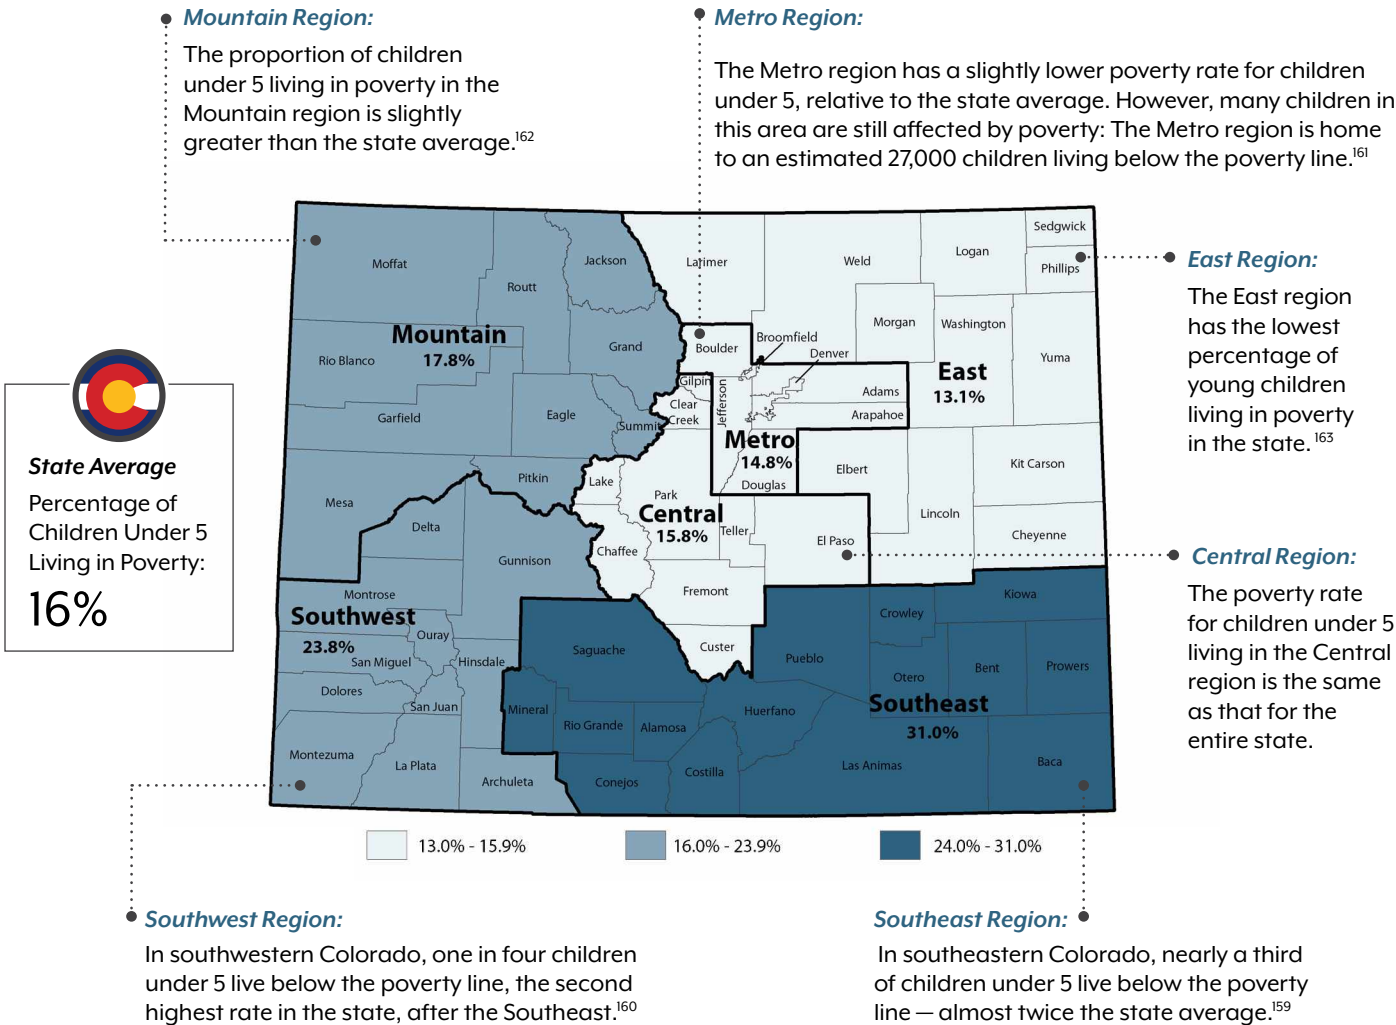 Mountain Region:
The proportion of children
under 5 living in poverty in the
Mountain region is slightly
greater than the state average.162
Metro Region:
The Metro region has a slightly lower poverty rate for children
under 5, relative to the state average. However, many children in
this area are still affected by poverty: The Metro region is home
to an estimated 27,000 children living below the poverty line.161
East Region:
The East region
has the lowest
percentage of
young children
living in poverty
in the state.163
Central Region:
The poverty rate
for children under 5
living in the Central
region is the same
as that for the
entire state.
State Average
Percentage of
Children Under 5
Living in Poverty:
16%
Moffat
Routt
Jackson
Larimer
Weld
Logan
Sedgwick
Phillips
Rio Blanco
Mountain
17.8%
Grand
Boulder
Broomfield
Denver
Morgan
Washington
Yuma
Garfield
Eagle
Summit
Gilpin
Clear
Creek
Jefferson
Adams
Arapahoe
East
13.1%
Mesa
Pitkin
Lake
Park
Metro
14.8%
Douglas
Elbert
Kit Carson
Delta
Gunnison
Chaffee
Central
15.8%
Teller
El Paso
Lincoln
Cheyenne
Montrose
Southwest
23.8%
Ouray
San Miguel
Hinsdale
Dolores
San Juan
Montezuma
La Plata
Archuleta
Fremont
Custer
Saguache
Mineral
Rio Grande
Alamosa
Conejos
Costilla
Huerfano
Pueblo
Crowley
Kiowa
Otero
Bent
Prowers
Southeast
31.0%
Las Animas
Baca
13.0% - 15.9%
16.0% - 23.9%
24.0% - 31.0%
Southwest Region:
In southwestern Colorado, one in four children
under 5 live below the poverty line, the second
highest rate in the state, after the Southeast.160
Southeast Region:
In southeastern Colorado, nearly a third
of children under 5 live below the poverty
line — almost twice the state average.159